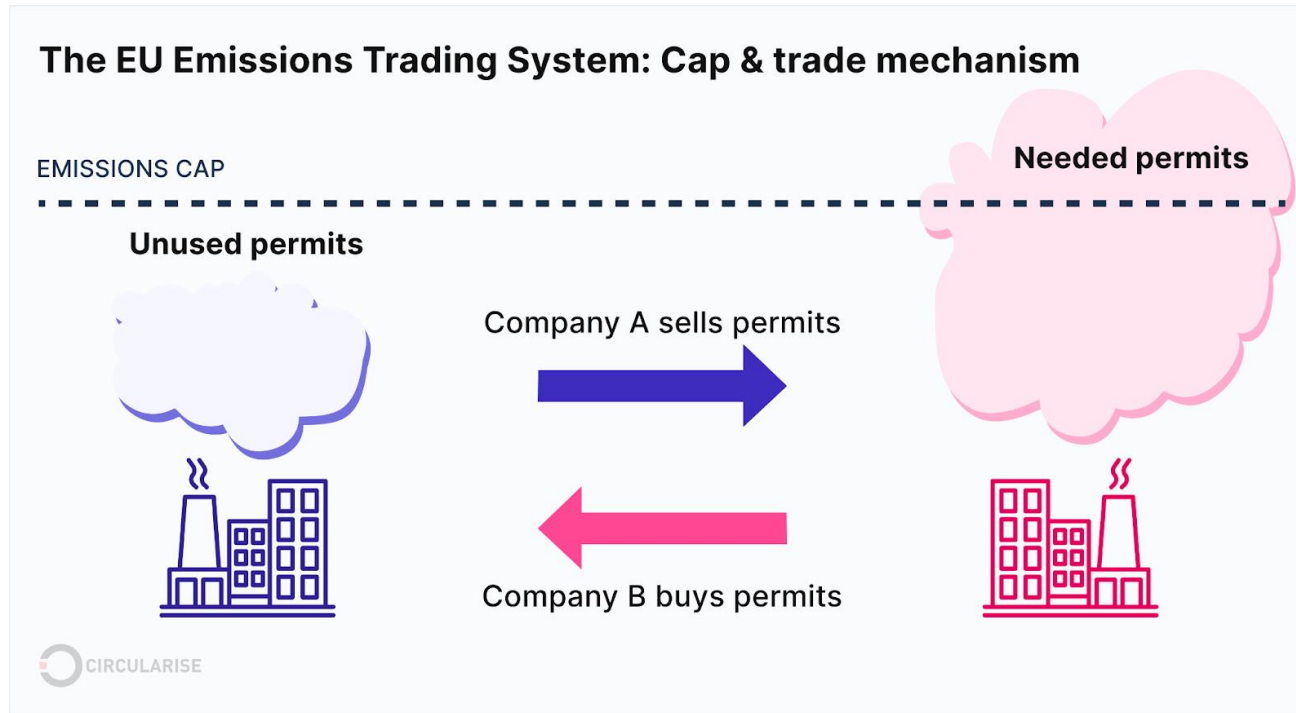 The EU Emissions Trading System: Cap & trade mechanism
EMISSIONS CAP
Needed permits
Unused permits
Company A sells permits
Company B buys permits
CIRCULARISE